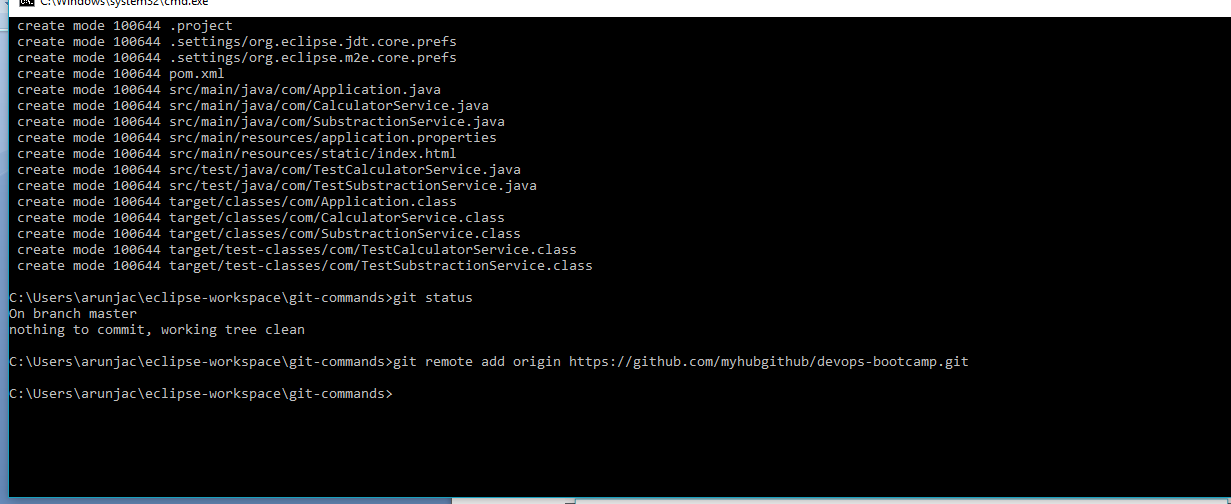 C:\Windows\system32\cmd.exe
create mode 100644 .project
create mode 100644 .settings/org.eclipse.jdt.core.prefs
create mode 100644 .settings/org.eclipse.m2e.core.prefs
create mode 100644 pom.xml
create mode 100644 src/main/java/com/Application.java
create mode 100644 src/main/java/com/CalculatorService.java
create mode 100644 src/main/java/com/SubstractionService.java
create mode 100644 src/main/resources/application.properties
create mode 100644 src/main/resources/static/index.html
create mode 100644 src/test/java/com/TestCalculatorService.java
create mode 100644 src/test/java/com/TestSubstractionService.java
create mode 100644 target/classes/com/Application.class
create mode 100644 target/classes/com/CalculatorService.class
create mode 100644 target/classes/com/SubstractionService.class
create mode 100644 target/test-classes/com/TestCalculatorService.class
create mode 100644 target/test-classes/com/TestSubstractionService.class
C:\Users\arunjac\eclipse-workspace\git-commands>git status
On branch master
nothing to commit, working tree clean
C:\Users\arunjac\eclipse-workspace\git-commands>git remote add origin https://github.com/myhubgithub/devops-bootcamp.git
C:\Users\arunjac\eclipse-workspace\git-commands>